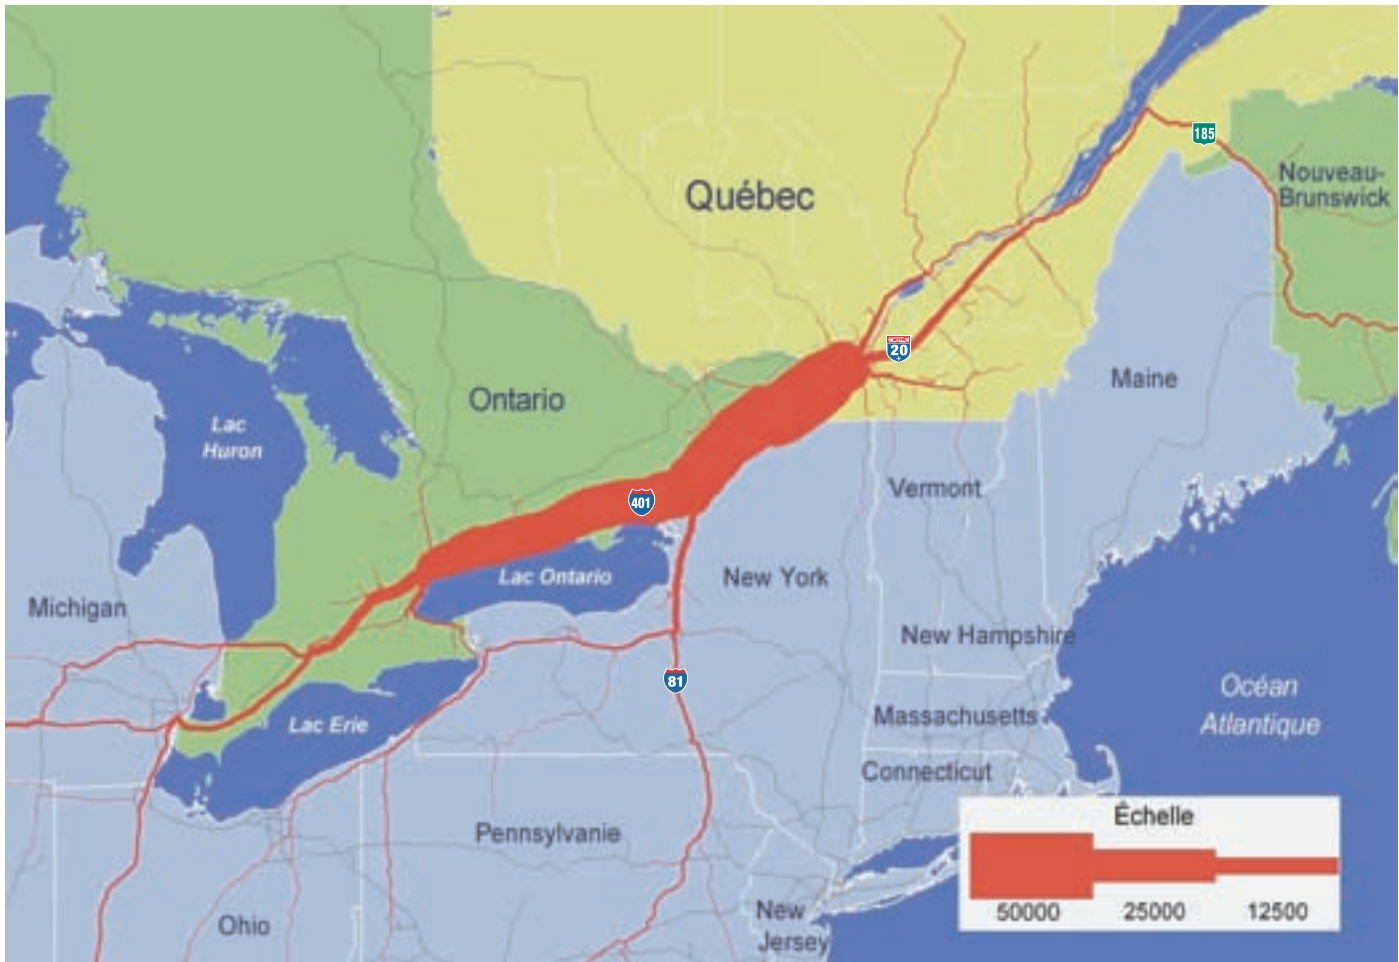 185
Nouveau-
Brunswick
Québec
20
Maine
Ontario
Lac
Huron
401
Vermont
Lac Ontario
New York
Michigan
New Hampshire
81
Océan
Atlantique
Lac Erie
Massachusetts
Connecticut
Échelle
Pennsylvanie
50000
25000
12500
New
Jersey
Ohio